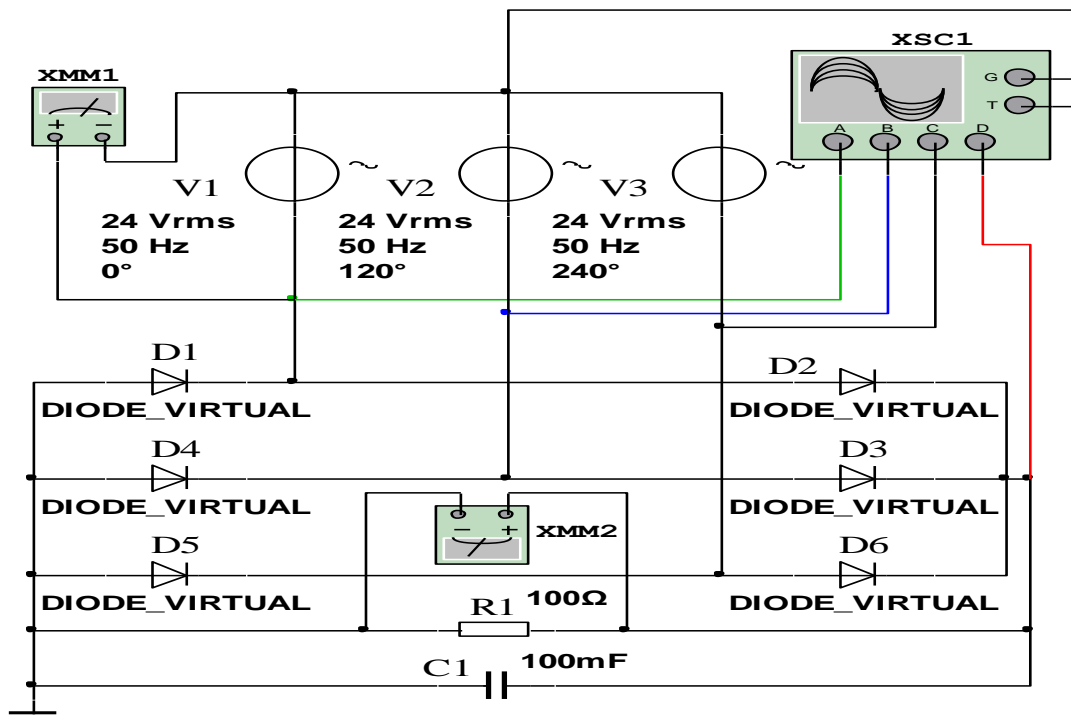 XSC1
XMM1
G
T
A B C D
+ −
V1 V2 V3
24 Vrms 24 Vrms 24 Vrms
50 Hz 50 Hz 50 Hz
0° 120° 240°
D1 D2
DIODE_VIRTUAL DIODE_VIRTUAL
D4 D3
DIODE_VIRTUAL DIODE_VIRTUAL
− +
XMM2
D5 D6
DIODE_VIRTUAL DIODE_VIRTUAL
R1 100Ω
C1 100mF